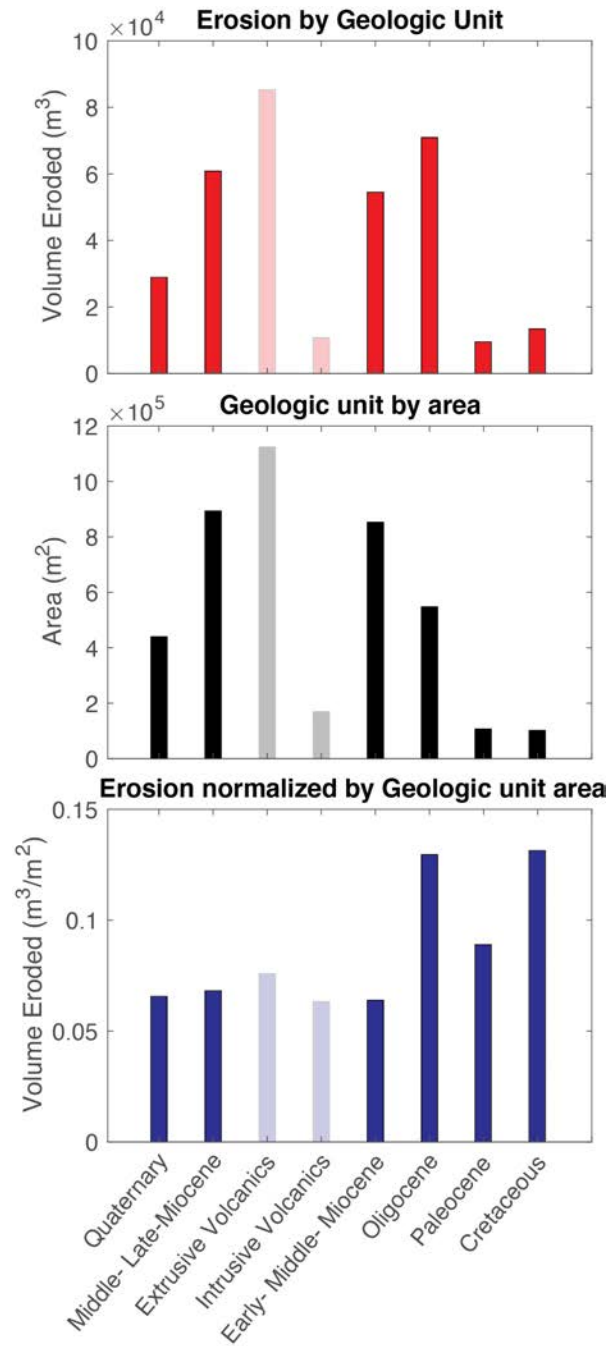 Erosion by Geologic Unit
×10⁴
10
8
6
4
2
0
Volume Eroded (m³)
Geologic unit by area
×10⁵
12
10
8
6
4
2
0
Area (m²)
Erosion normalized by Geologic unit area
0.15
0.1
0.05
0
Volume Eroded (m³/m²)
Quaternary
Middle- Late-Miocene
Extrusive Volcanics
Intrusive Volcanics
Early- Middle- Miocene
Oligocene
Paleocene
Cretaceous